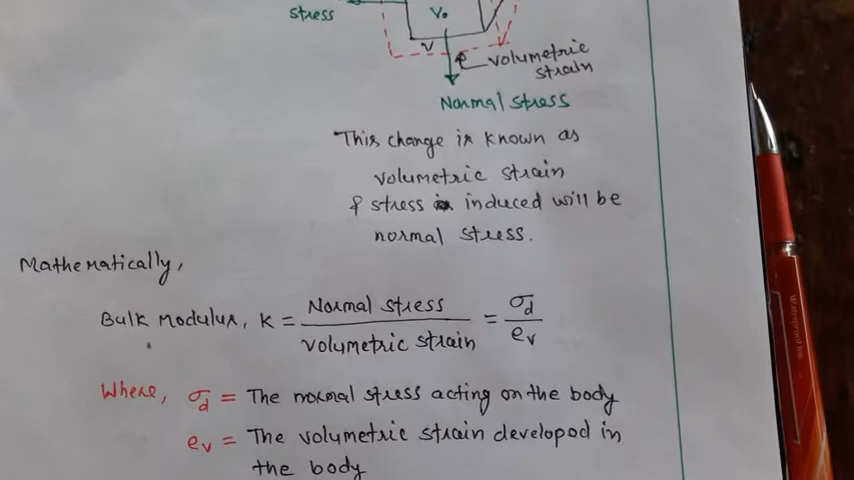 stress
V₀
V
volumetric
strain
Normal stress
This change is known as
volumetric strain
& stress induced will be
normal stress.
Mathematically,
Bulk Modulus, K = Normal stress / volumetric strain = σd / ev
Where, σd = The normal stress acting on the body
ev = The volumetric strain developed in
the body